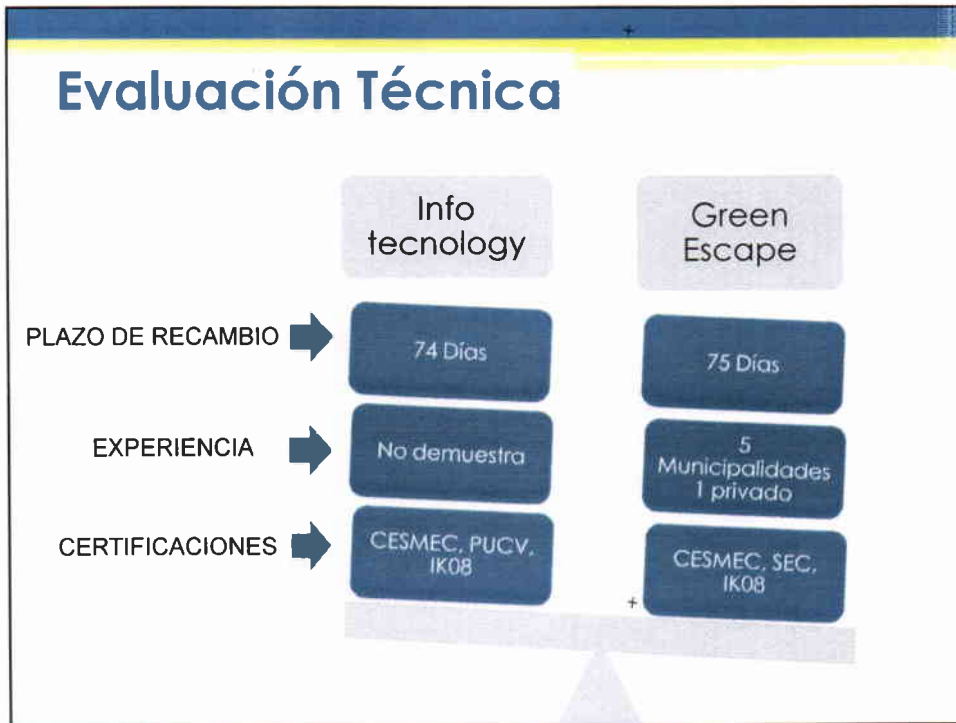 Evaluación Técnica
Info
tecnology
Green
Escape
PLAZO DE RECAMBIO
74 Días
75 Días
EXPERIENCIA
No demuestra
5
Municipalidades
1 privado
CERTIFICACIONES
CESMEC, PUCV,
IK08
CESMEC, SEC,
IK08